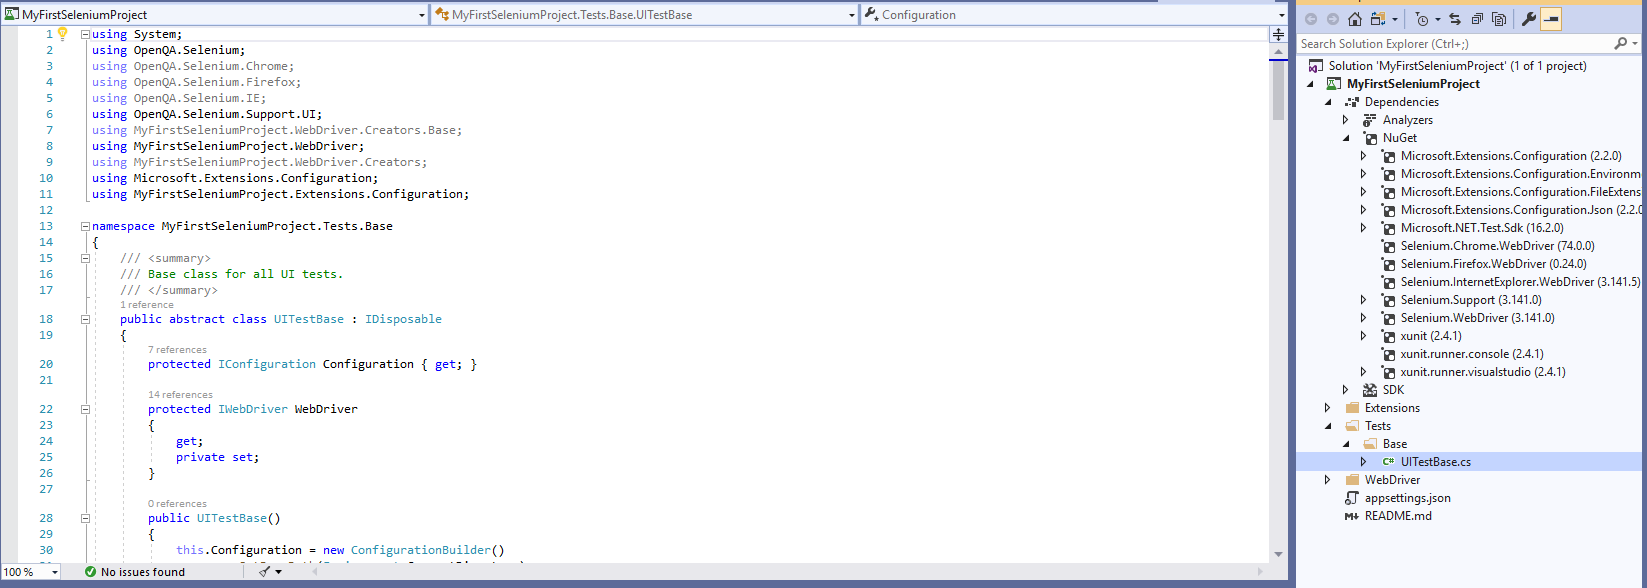 MyFirstSeleniumProject
MyFirstSeleniumProject.Tests.Base.UITestBase
Configuration
1 using System;
2 using OpenQA.Selenium;
3 using OpenQA.Selenium.Chrome;
4 using OpenQA.Selenium.Firefox;
5 using OpenQA.Selenium.IE;
6 using OpenQA.Selenium.Support.UI;
7 using MyFirstSeleniumProject.WebDriver.Creators.Base;
8 using MyFirstSeleniumProject.WebDriver;
9 using MyFirstSeleniumProject.WebDriver.Creators;
10 using Microsoft.Extensions.Configuration;
11 using MyFirstSeleniumProject.Extensions.Configuration;
12
13 namespace MyFirstSeleniumProject.Tests.Base
14 {
15 /// <summary>
16 /// Base class for all UI tests.
17 /// </summary>
1 reference
18 public abstract class UITestBase : IDisposable
19 {
7 references
20 protected IConfiguration Configuration { get; }
21
14 references
22 protected IWebDriver WebDriver
23 {
24 get;
25 private set;
26 }
27
0 references
28 public UITestBase()
29 {
30 this.Configuration = new ConfigurationBuilder()
100 %
No issues found
Search Solution Explorer (Ctrl+;)
Solution 'MyFirstSeleniumProject' (1 of 1 project)
MyFirstSeleniumProject
Dependencies
Analyzers
NuGet
Microsoft.Extensions.Configuration (2.2.0)
Microsoft.Extensions.Configuration.Environm
Microsoft.Extensions.Configuration.FileExtens
Microsoft.Extensions.Configuration.Json (2.2.0
Microsoft.NET.Test.Sdk (16.2.0)
Selenium.Chrome.WebDriver (74.0.0)
Selenium.Firefox.WebDriver (0.24.0)
Selenium.InternetExplorer.WebDriver (3.141.5)
Selenium.Support (3.141.0)
Selenium.WebDriver (3.141.0)
xunit (2.4.1)
xunit.runner.console (2.4.1)
xunit.runner.visualstudio (2.4.1)
SDK
Extensions
Tests
Base
C# UITestBase.cs
WebDriver
appsettings.json
README.md